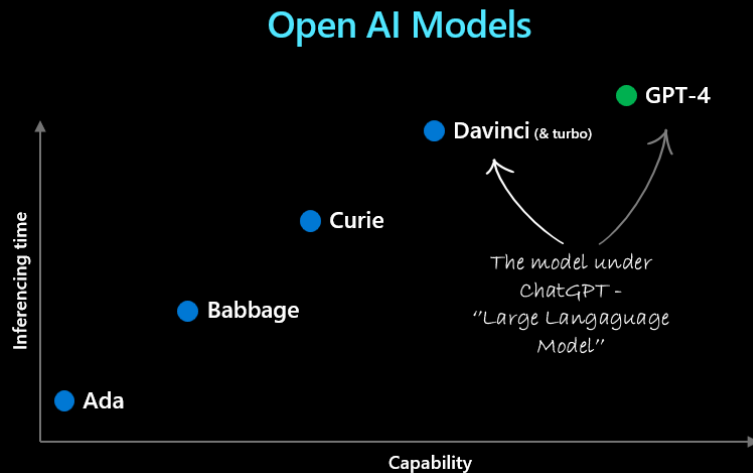 Open AI Models
GPT-4
Davinci (& turbo)
Curie
The model under
ChatGPT -
"Large Langaguage
Model"
Babbage
Ada
Inferencing time
Capability